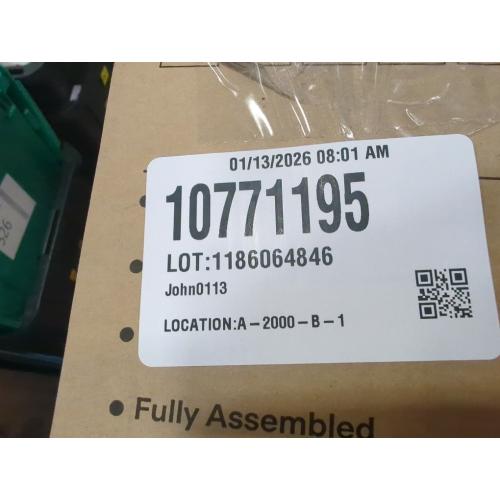 01/13/2026 08:01 AM
10771195
LOT:1186064846
John0113
LOCATION:A-2000-B-1
• Fully Assembled